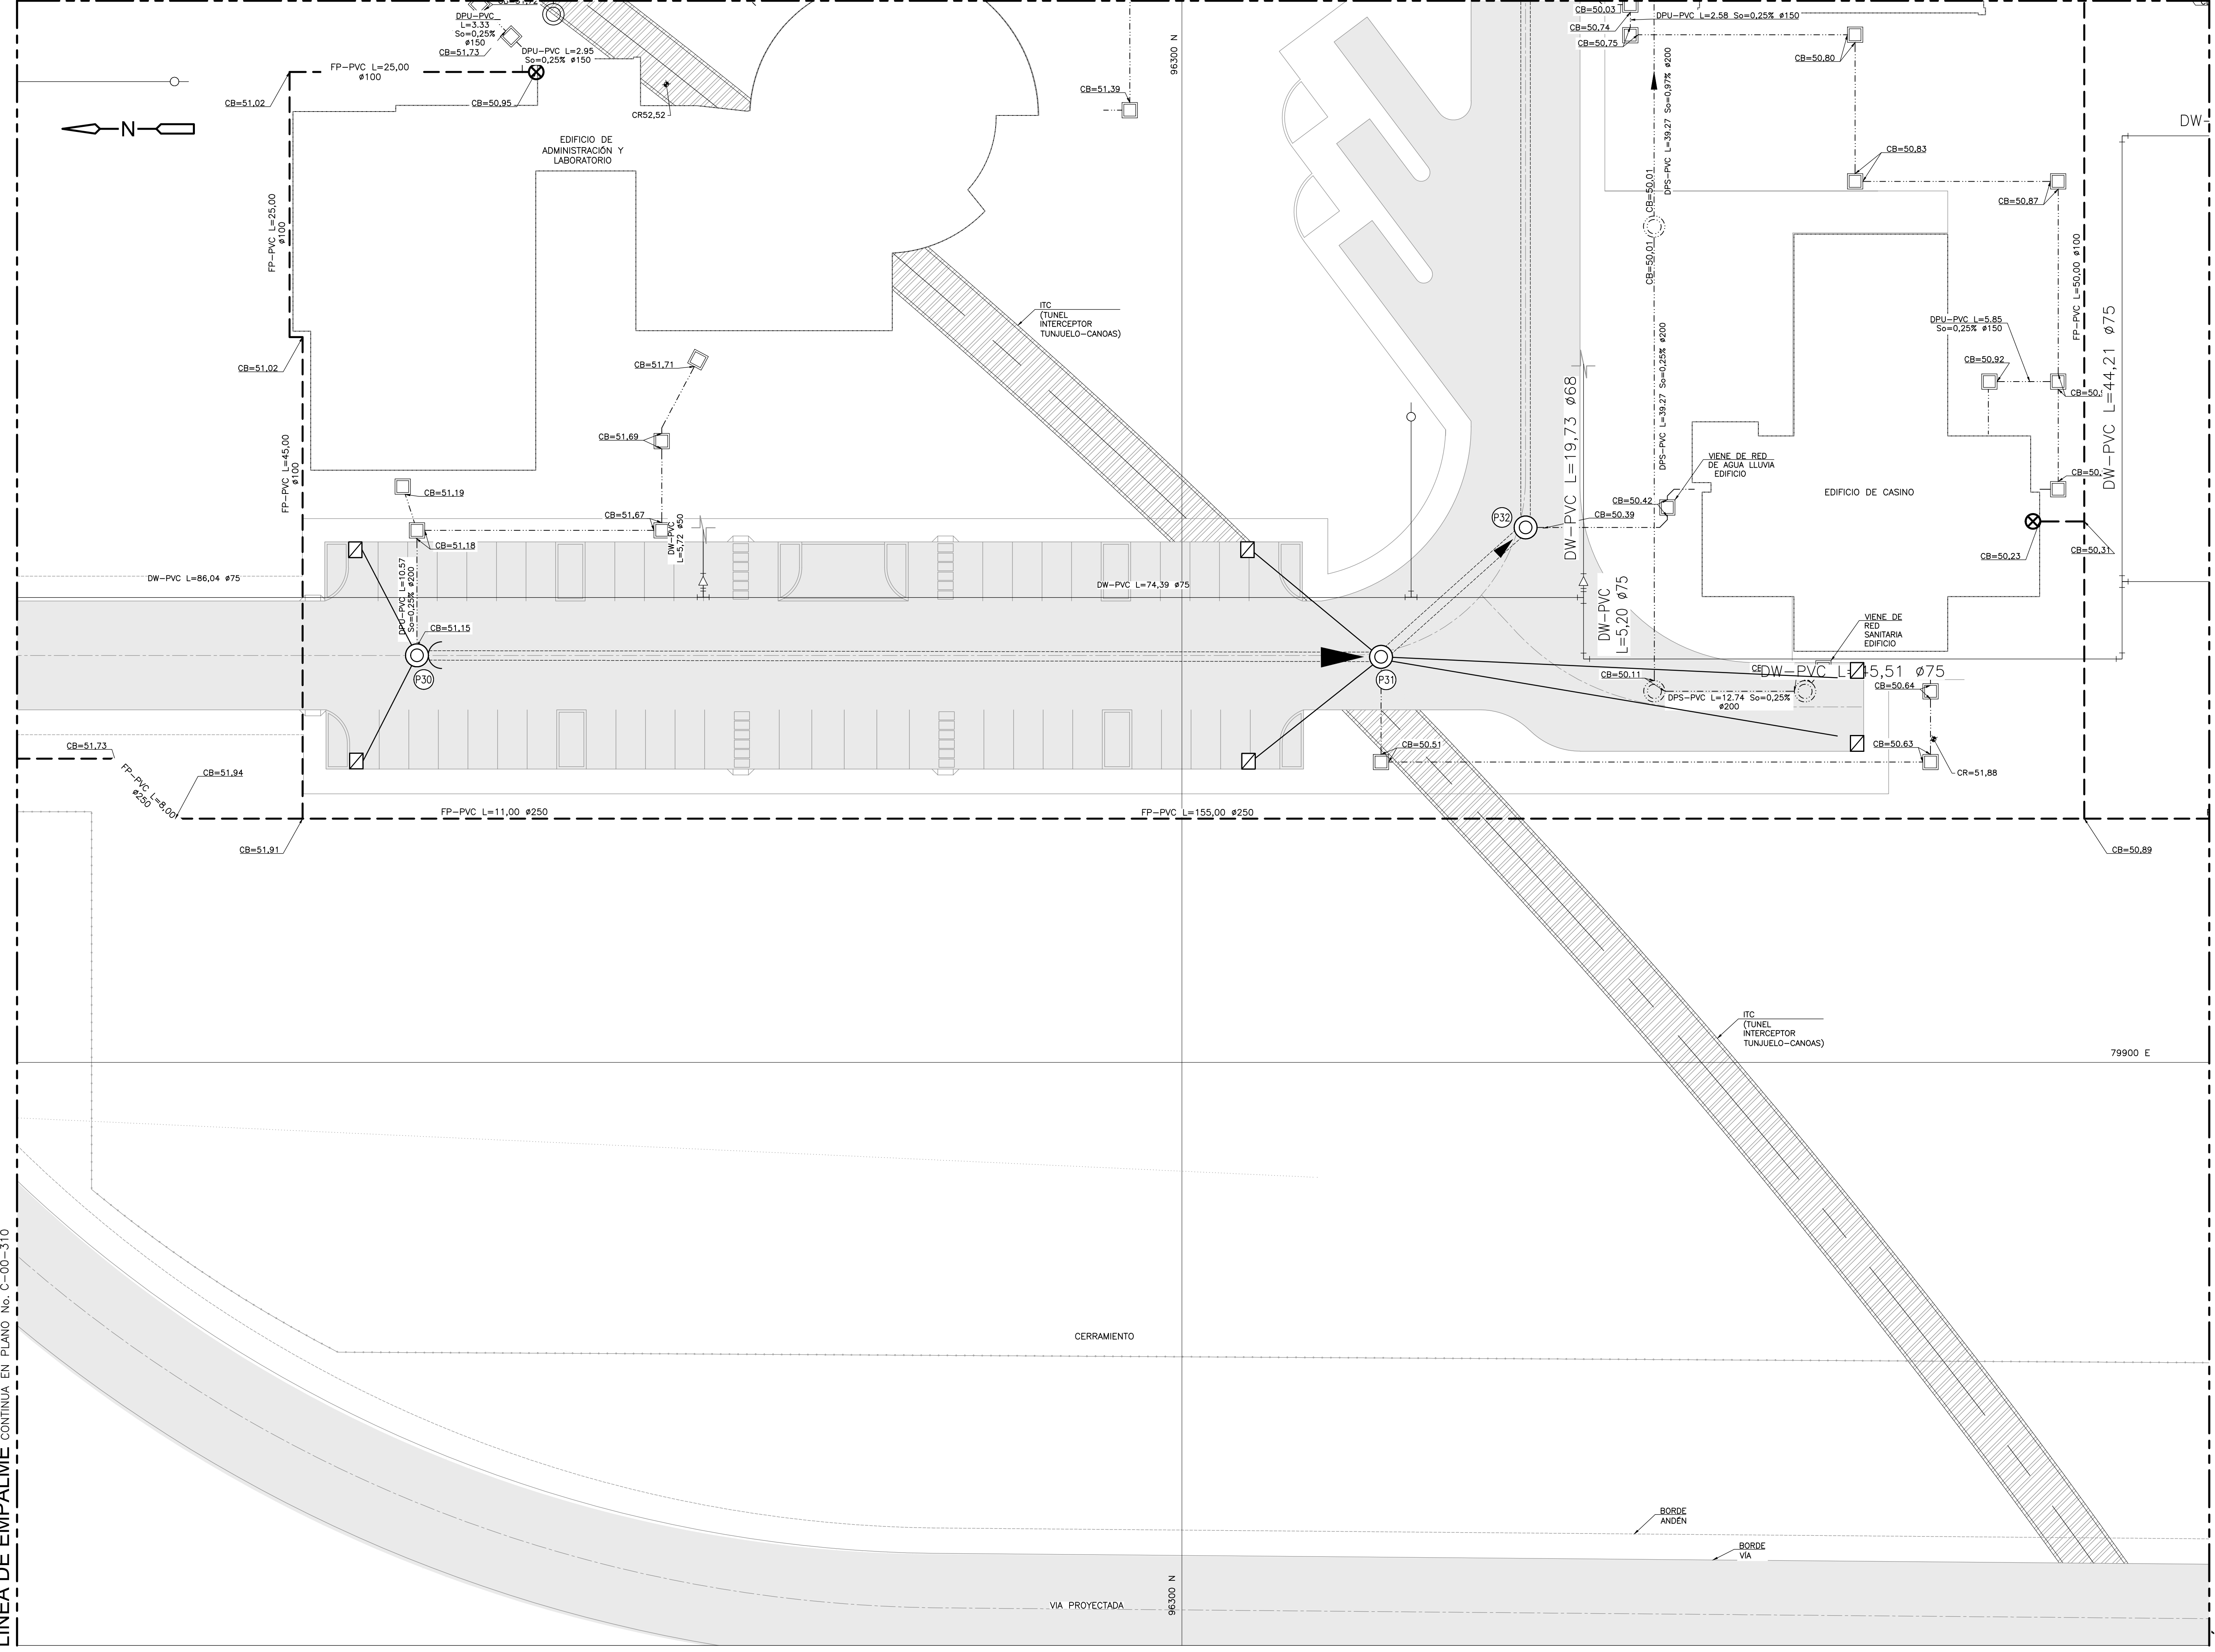 DPU-PVC
L=3.33
So=0,25%
ø150
CB=51,73
DPU-PVC L=2.95
So=0,25% ø150
FP-PVC L=25,00
ø100
CB=51,02
CB=50,95
CR52,52
N
EDIFICIO DE
ADMINISTRACIÓN Y
LABORATORIO
FP-PVC L=25,00
ø100
CB=51,02
FP-PVC L=45,00
ø100
CB=51,39
96300 N
CB=50.03
CB=50,74
CB=50,75
DPU-PVC L=2.58 So=0,25% ø150
CB=50,80
DPS-PVC L=39.27 So=0,97% ø200
CB=50,83
CB=50,87
DW-
CB=50,01
CB=50,01
DPS-PVC L=39.27 So=0,25% ø200
ITC
(TUNEL
INTERCEPTOR
TUNJUELO-CANOAS)
FP-PVC L=50,00 ø100
DW-PVC L=44,21 ø75
DPU-PVC L=5.85
So=0,25% ø150
CB=50,92
CB=50,
CB=51,71
CB=51,69
CB=51,19
CB=51,67
CB=51,18
DW-PVC
L=5,72 ø50
DW-PVC L=19,73 ø68
VIENE DE RED
DE AGUA LLUVIA
EDIFICIO
CB=50.42
CB=50.39
EDIFICIO DE CASINO
CB=50,
P32
CB=50,23
CB=50,31
DW-PVC L=86,04 ø75
DPU-PVC L=10.57
So=0,25% ø200
DW-PVC L=74,39 ø75
DW-PVC
L=5,20 ø75
VIENE DE
RED
SANITARIA
EDIFICIO
CB=51,15
P30
P31
CB=50.11
DPS-PVC L=12.74 So=0,25%
ø200
DW-PVC L=45,51 ø75
CB=50.64
CB=50.51
CB=50.63
CR=51,88
CB=51,73
FP-PVC L=8,00
ø250
CB=51,94
FP-PVC L=11,00 ø250
FP-PVC L=155,00 ø250
CB=51,91
CB=50,89
ITC
(TUNEL
INTERCEPTOR
TUNJUELO-CANOAS)
79900 E
LINEA DE EMPALME CONTINUA EN PLANO No. C-00-310
CERRAMIENTO
BORDE
ANDÉN
BORDE
VÍA
VIA PROYECTADA
96300 N